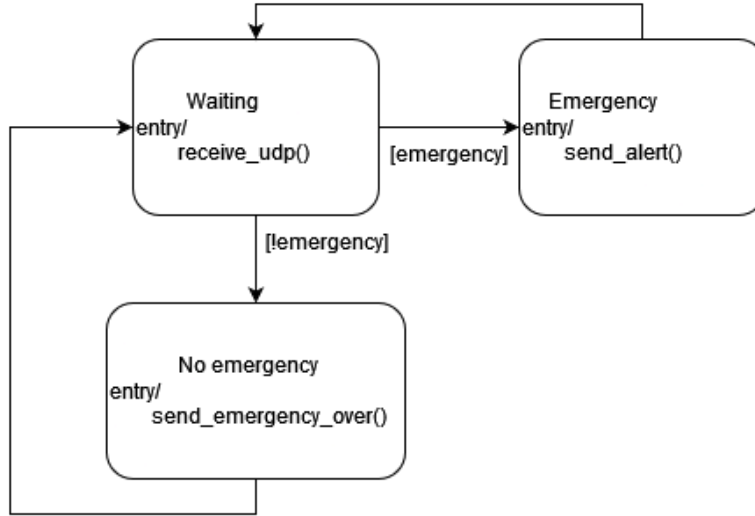 Waiting
entry/
receive_udp()
[emergency]
Emergency
entry/
send_alert()
[!emergency]
No emergency
entry/
send_emergency_over()